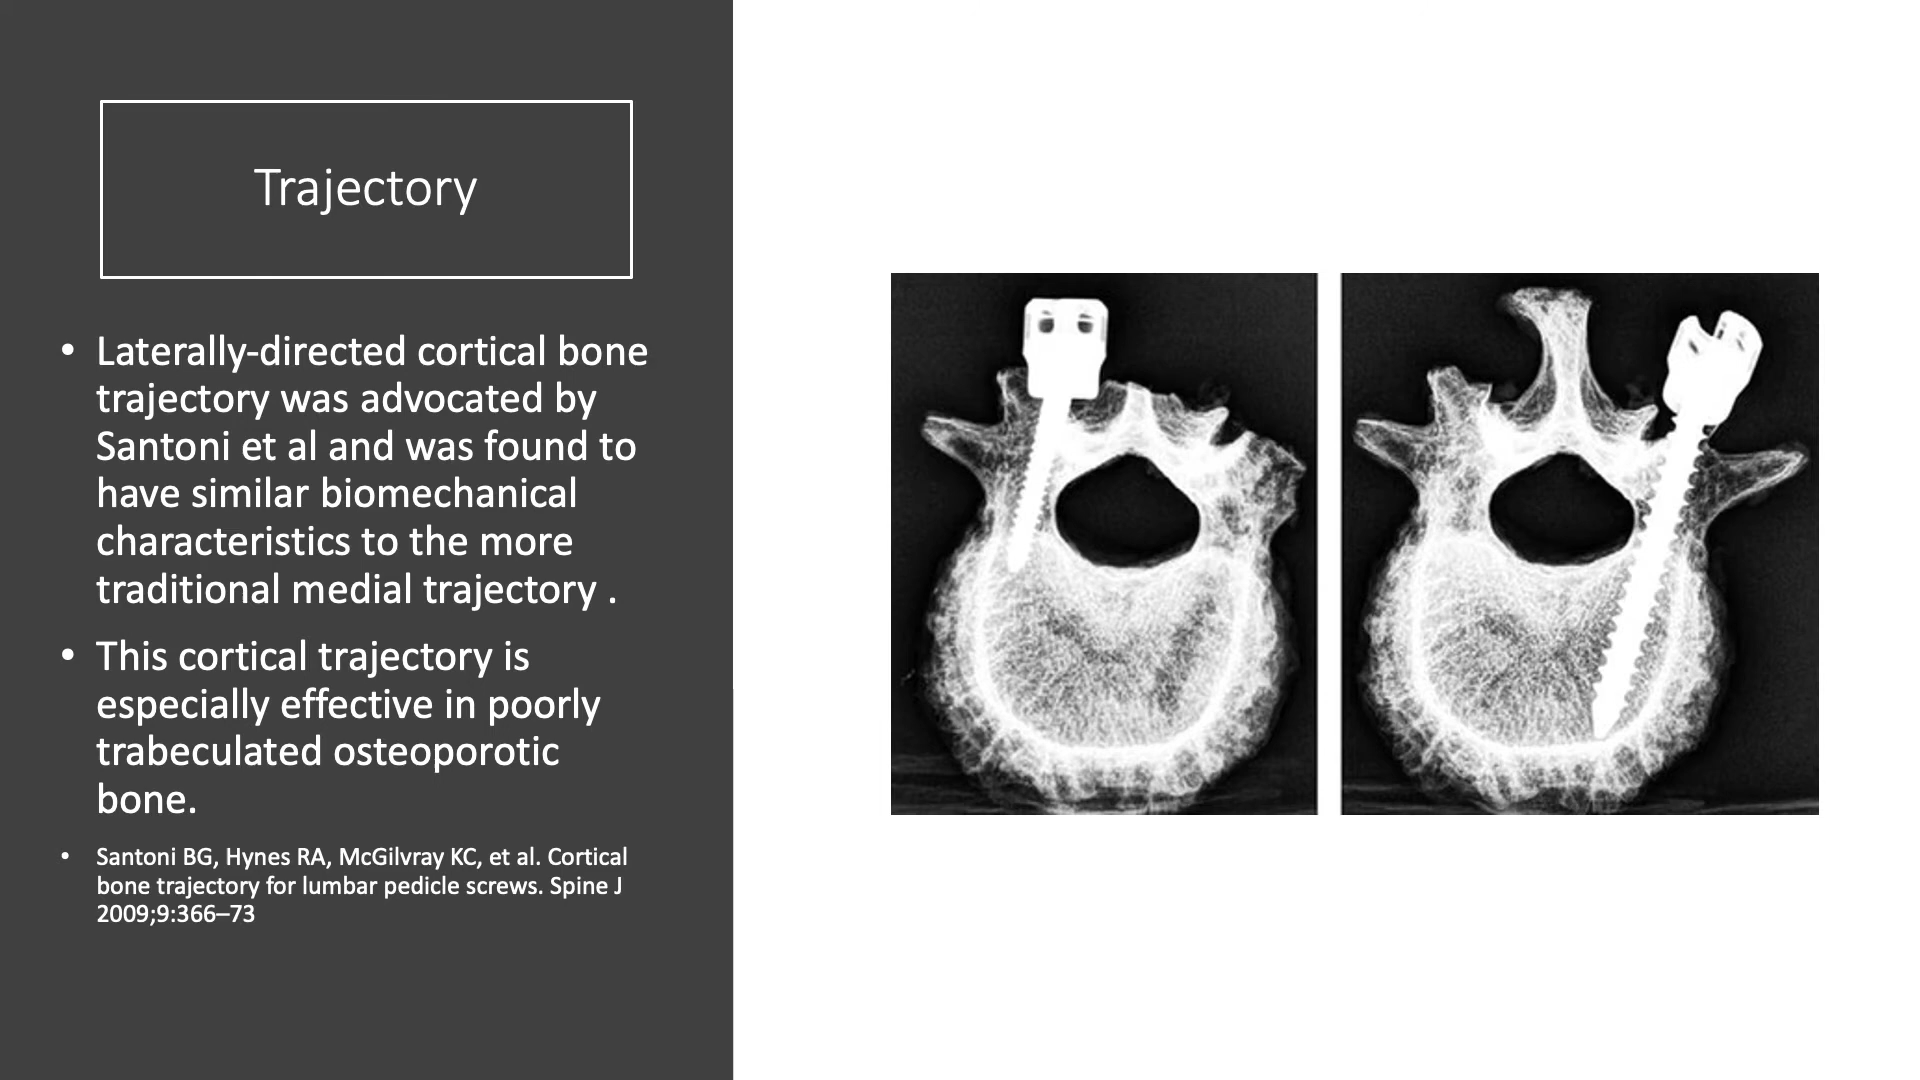 Trajectory
• Laterally-directed cortical bone
trajectory was advocated by
Santoni et al and was found to
have similar biomechanical
characteristics to the more
traditional medial trajectory .
• This cortical trajectory is
especially effective in poorly
trabeculated osteoporotic
bone.
• Santoni BG, Hynes RA, McGilvray KC, et al. Cortical
bone trajectory for lumbar pedicle screws. Spine J
2009;9:366–73